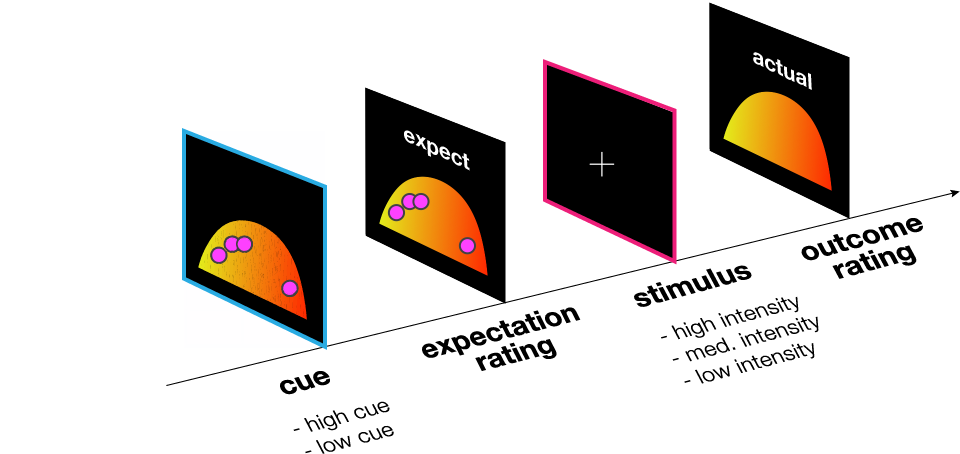 expect
actual
cue
- high cue
- low cue
expectation
rating
stimulus
- high intensity
- med. intensity
- low intensity
outcome
rating